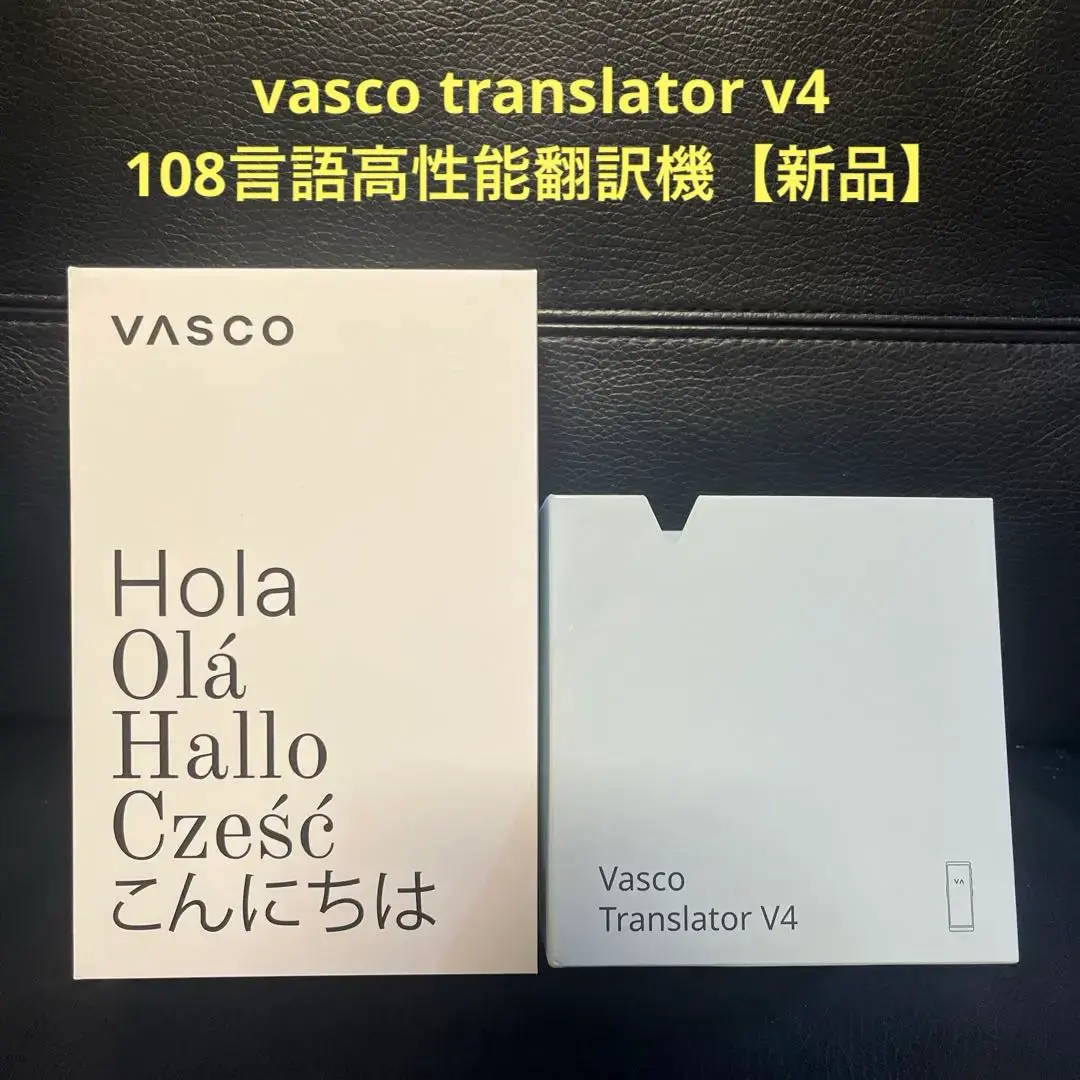 vasco translator v4
108言語高性能翻訳機【新品】
VASCO
Hola
Olá
Hallo
Cześć
こんにちは
Vasco
Translator V4
VA